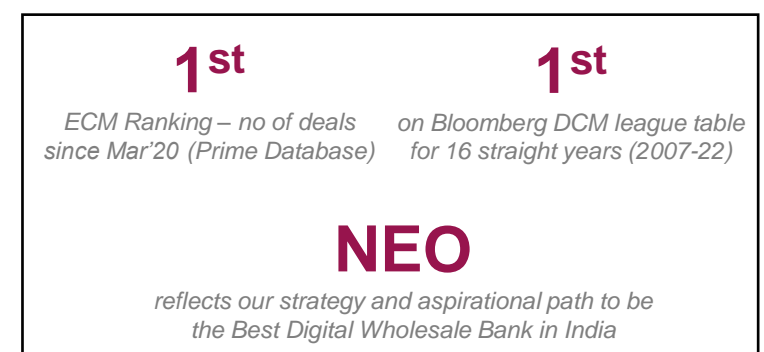 1st 1st
ECM Ranking – no of deals on Bloomberg DCM league table
since Mar’20 (Prime Database) for 16 straight years (2007-22)
NEO
reflects our strategy and aspirational path to be
the Best Digital Wholesale Bank in India